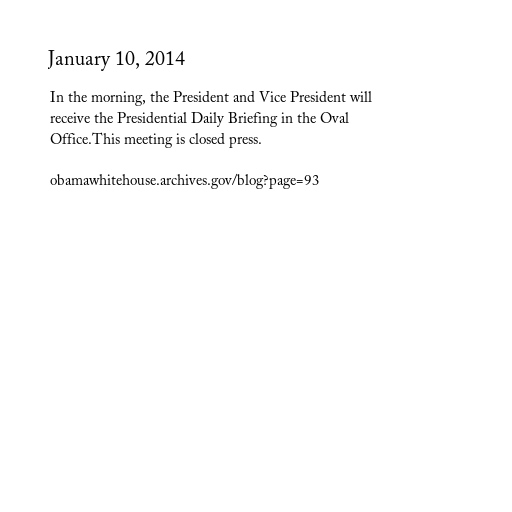 January 10, 2014
In the morning, the President and Vice President will
receive the Presidential Daily Briefing in the Oval
Office.This meeting is closed press.
obamawhitehouse.archives.gov/blog?page=93